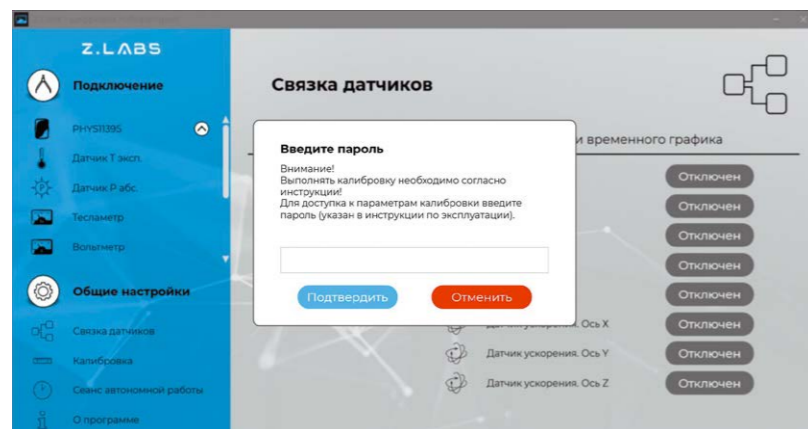 Z.LABS
Подключение
PHYS11395
Датчик T эксп.
Датчик P абс.
Тесламетр
Вольтметр
Общие настройки
Связка датчиков
Калибровка
Сеанс автономной работы
О программе
Связка датчиков
и временного графика
Введите пароль
Внимание!
Выполнять калибровку необходимо согласно
инструкции!
Для доступа к параметрам калибровки введите
пароль (указан в инструкции по эксплуатации).
Подтвердить
Отменить
Отключен
Отключен
Отключен
Отключен
Отключен
Датчик ускорения. Ось X
Отключен
Датчик ускорения. Ось Y
Отключен
Датчик ускорения. Ось Z
Отключен